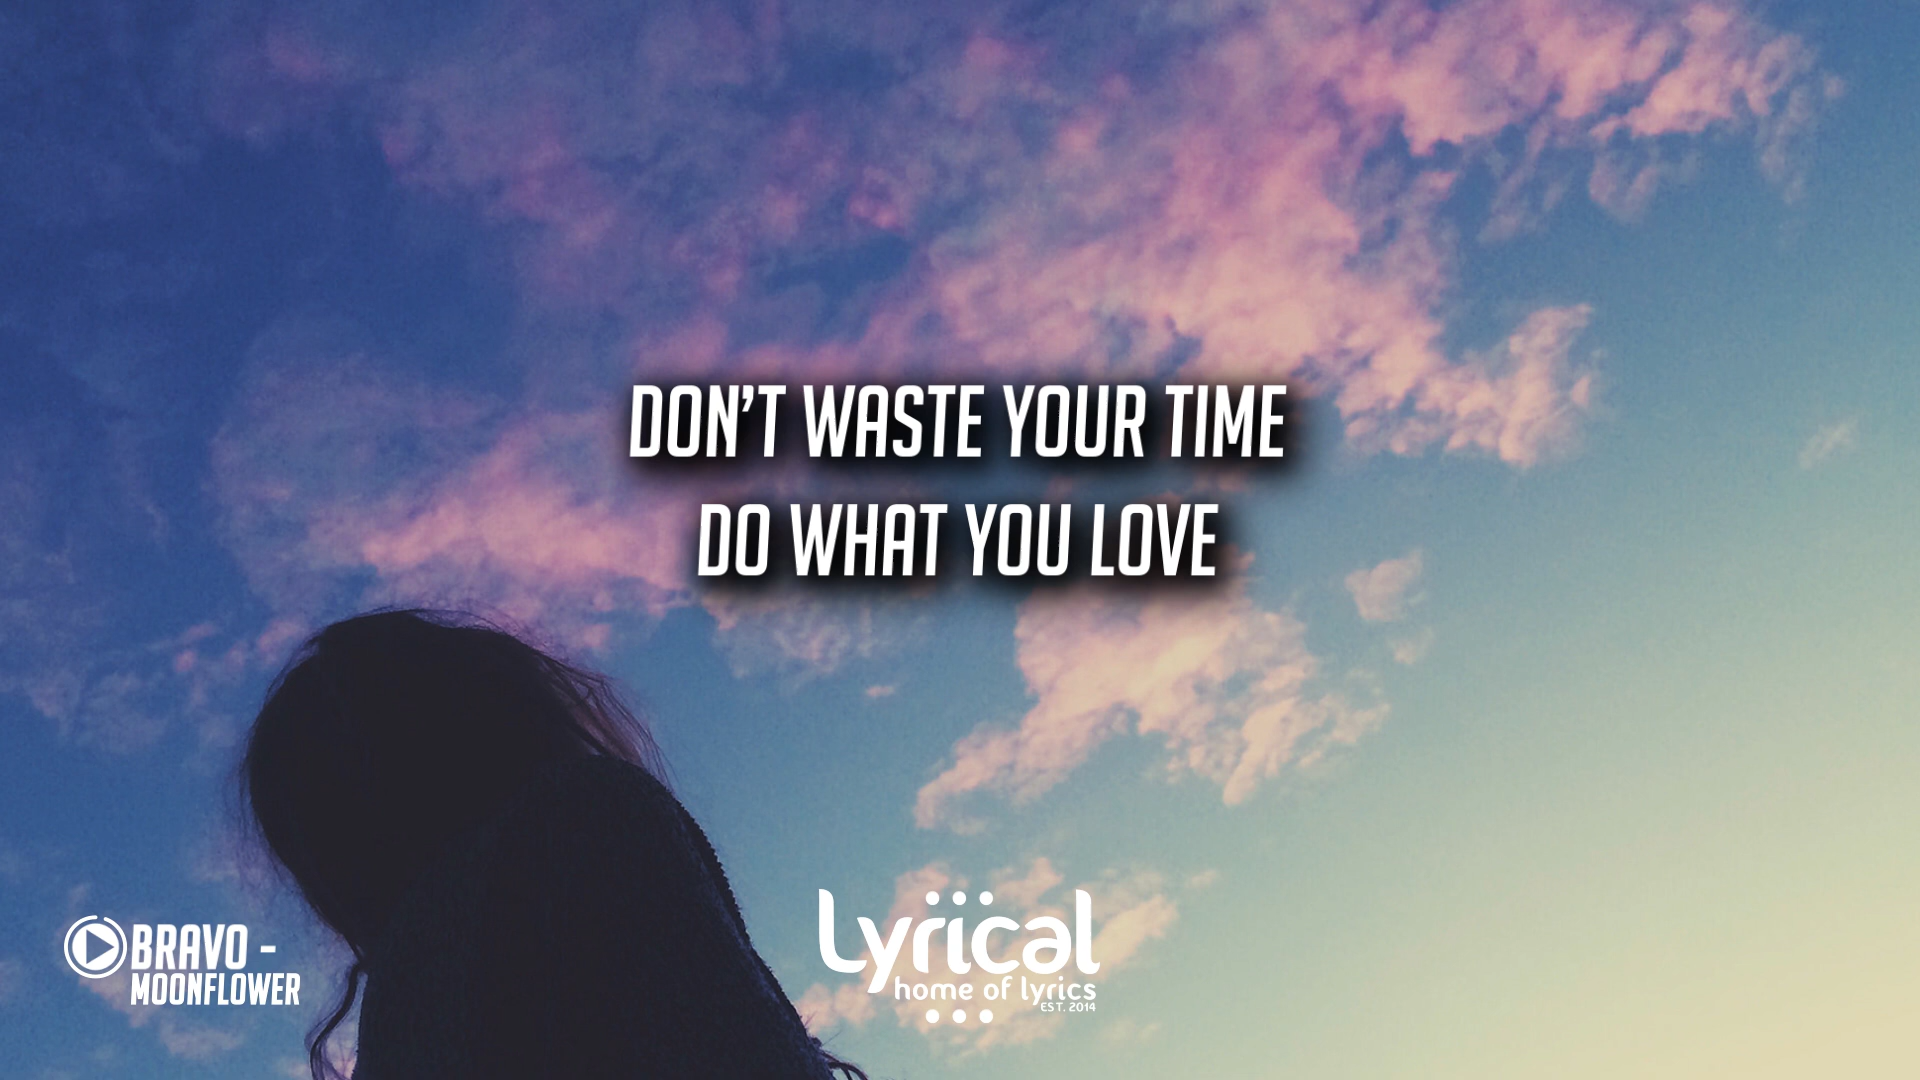 DON'T WASTE YOUR TIME
DO WHAT YOU LOVE
BRAVO -
MOONFLOWER
Lyrical
home of lyrics
EST. 2014